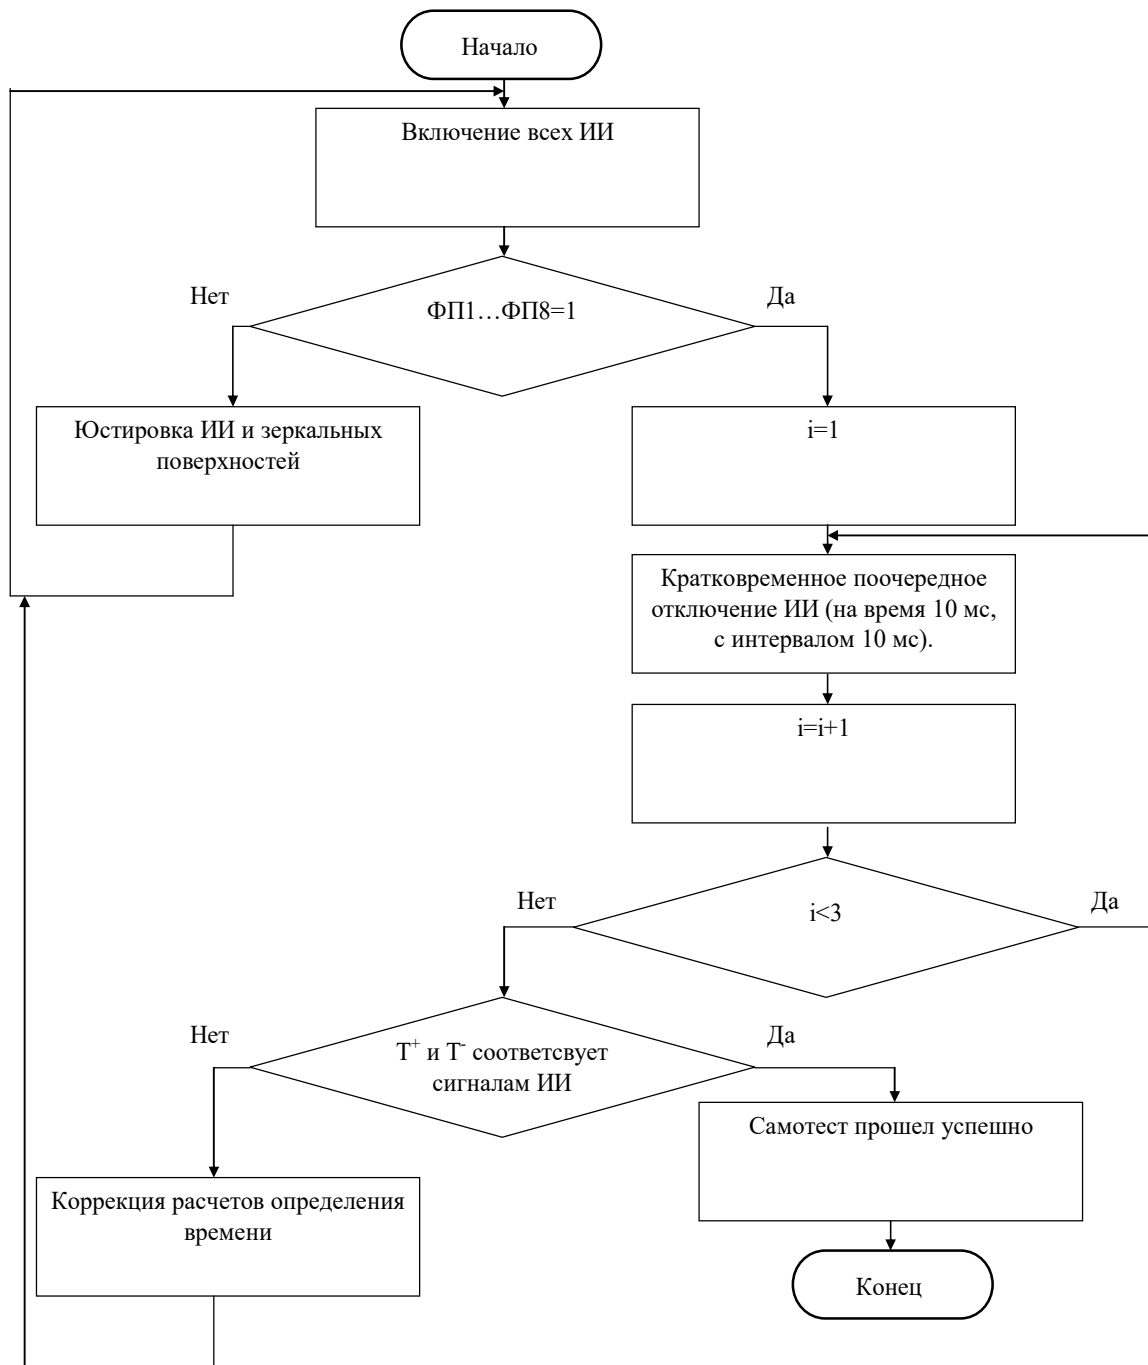 Начало
Включение всех ИИ
Нет
Да
ФП1…ФП8=1
Юстировка ИИ и зеркальных
поверхностей
i=1
Кратковременное поочередное
отключение ИИ (на время 10 мс,
с интервалом 10 мс).
i=i+1
Нет
Да
i<3
Нет
Да
Т⁺ и Т⁻ соответсвует
сигналам ИИ
Самотест прошел успешно
Коррекция расчетов определения
времени
Конец